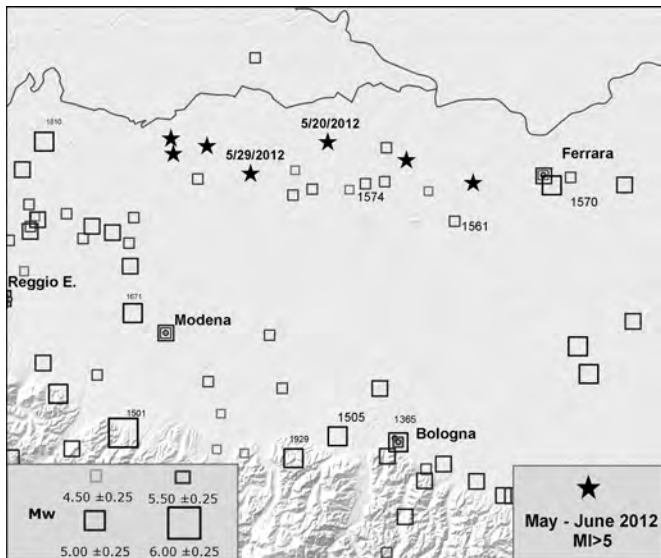 1810
5/20/2012
5/29/2012
Ferrara
1574
1570
1561
Reggio E.
1671
Modena
1501
1505
1365
Bologna
1929
4.50 ±0.25
5.50 ±0.25
Mw
5.00 ±0.25
6.00 ±0.25
May - June 2012
Ml>5